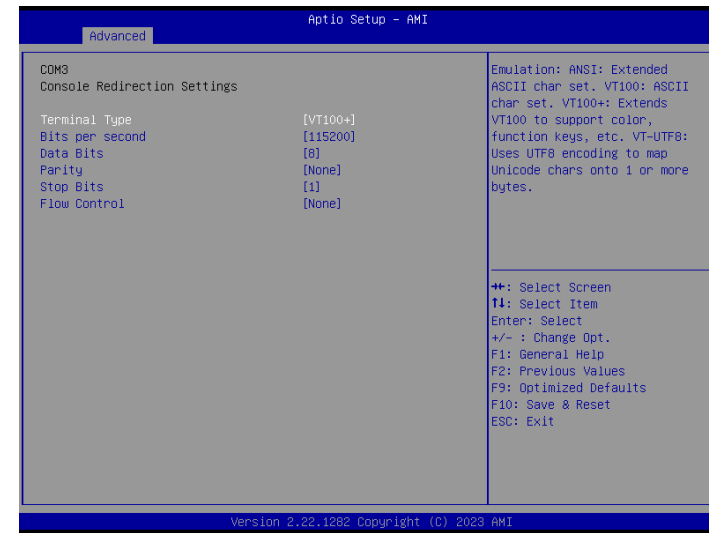 Aptio Setup - AMI
Advanced
COM3
Console Redirection Settings
Terminal Type [VT100+]
Bits per second [115200]
Data Bits [8]
Parity [None]
Stop Bits [1]
Flow Control [None]
Emulation: ANSI: Extended
ASCII char set. VT100: ASCII
char set. VT100+: Extends
VT100 to support color,
function keys, etc. VT-UTF8:
Uses UTF8 encoding to map
Unicode chars onto 1 or more
bytes.
→←: Select Screen
↑↓: Select Item
Enter: Select
+/- : Change Opt.
F1: General Help
F2: Previous Values
F9: Optimized Defaults
F10: Save & Reset
ESC: Exit
Version 2.22.1282 Copyright (C) 2023 AMI